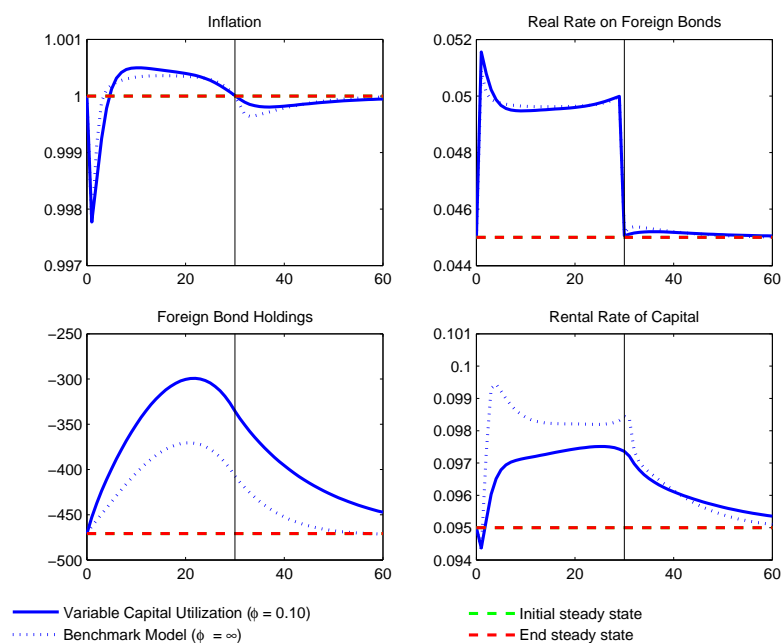 Inflation
1.001
1
0.999
0.998
0.997
0 20 40 60
Real Rate on Foreign Bonds
0.052
0.05
0.048
0.046
0.044
0 20 40 60
Foreign Bond Holdings
−250
−300
−350
−400
−450
−500
0 20 40 60
Rental Rate of Capital
0.101
0.1
0.099
0.098
0.097
0.096
0.095
0.094
0 20 40 60
Variable Capital Utilization (ϕ = 0.10)
Benchmark Model (ϕ = ∞)
Initial steady state
End steady state